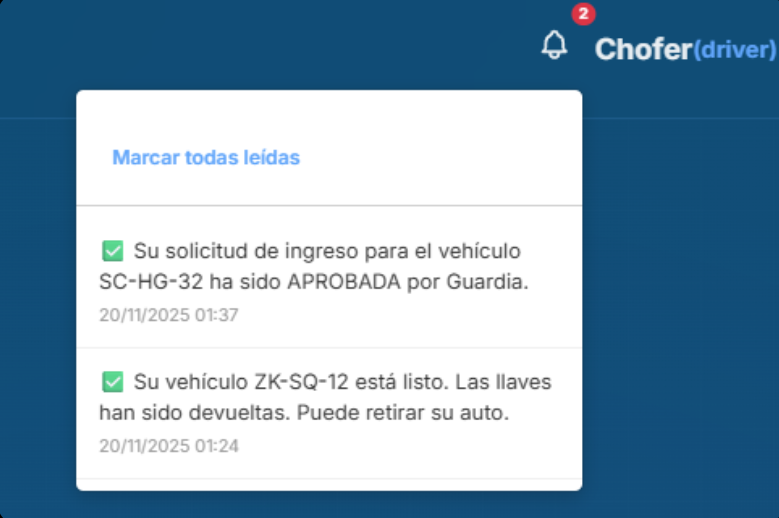 2
Chofer(driver)
Marcar todas leídas
✅ Su solicitud de ingreso para el vehículo
SC-HG-32 ha sido APROBADA por Guardia.
20/11/2025 01:37
✅ Su vehículo ZK-SQ-12 está listo. Las llaves
han sido devueltas. Puede retirar su auto.
20/11/2025 01:24